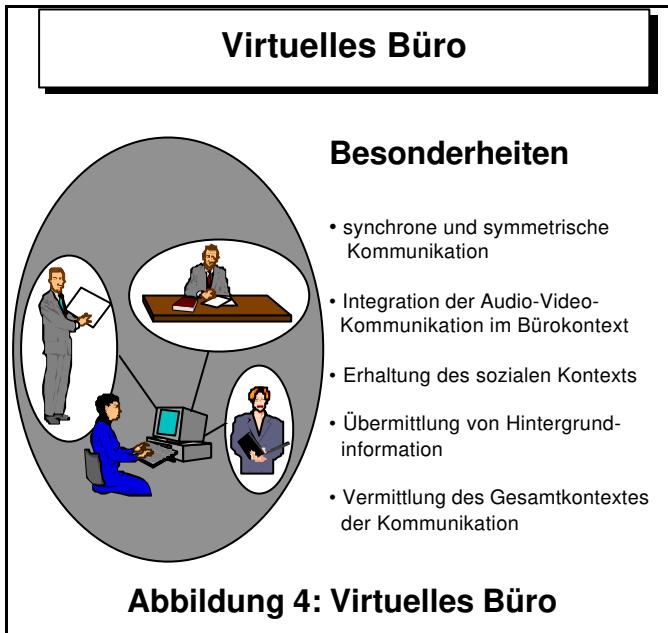 Virtuelles Büro
Besonderheiten
• synchrone und symmetrische
Kommunikation
• Integration der Audio-Video-
Kommunikation im Bürokontext
• Erhaltung des sozialen Kontexts
• Übermittlung von Hintergrund-
information
• Vermittlung des Gesamtkontextes
der Kommunikation
Abbildung 4: Virtuelles Büro